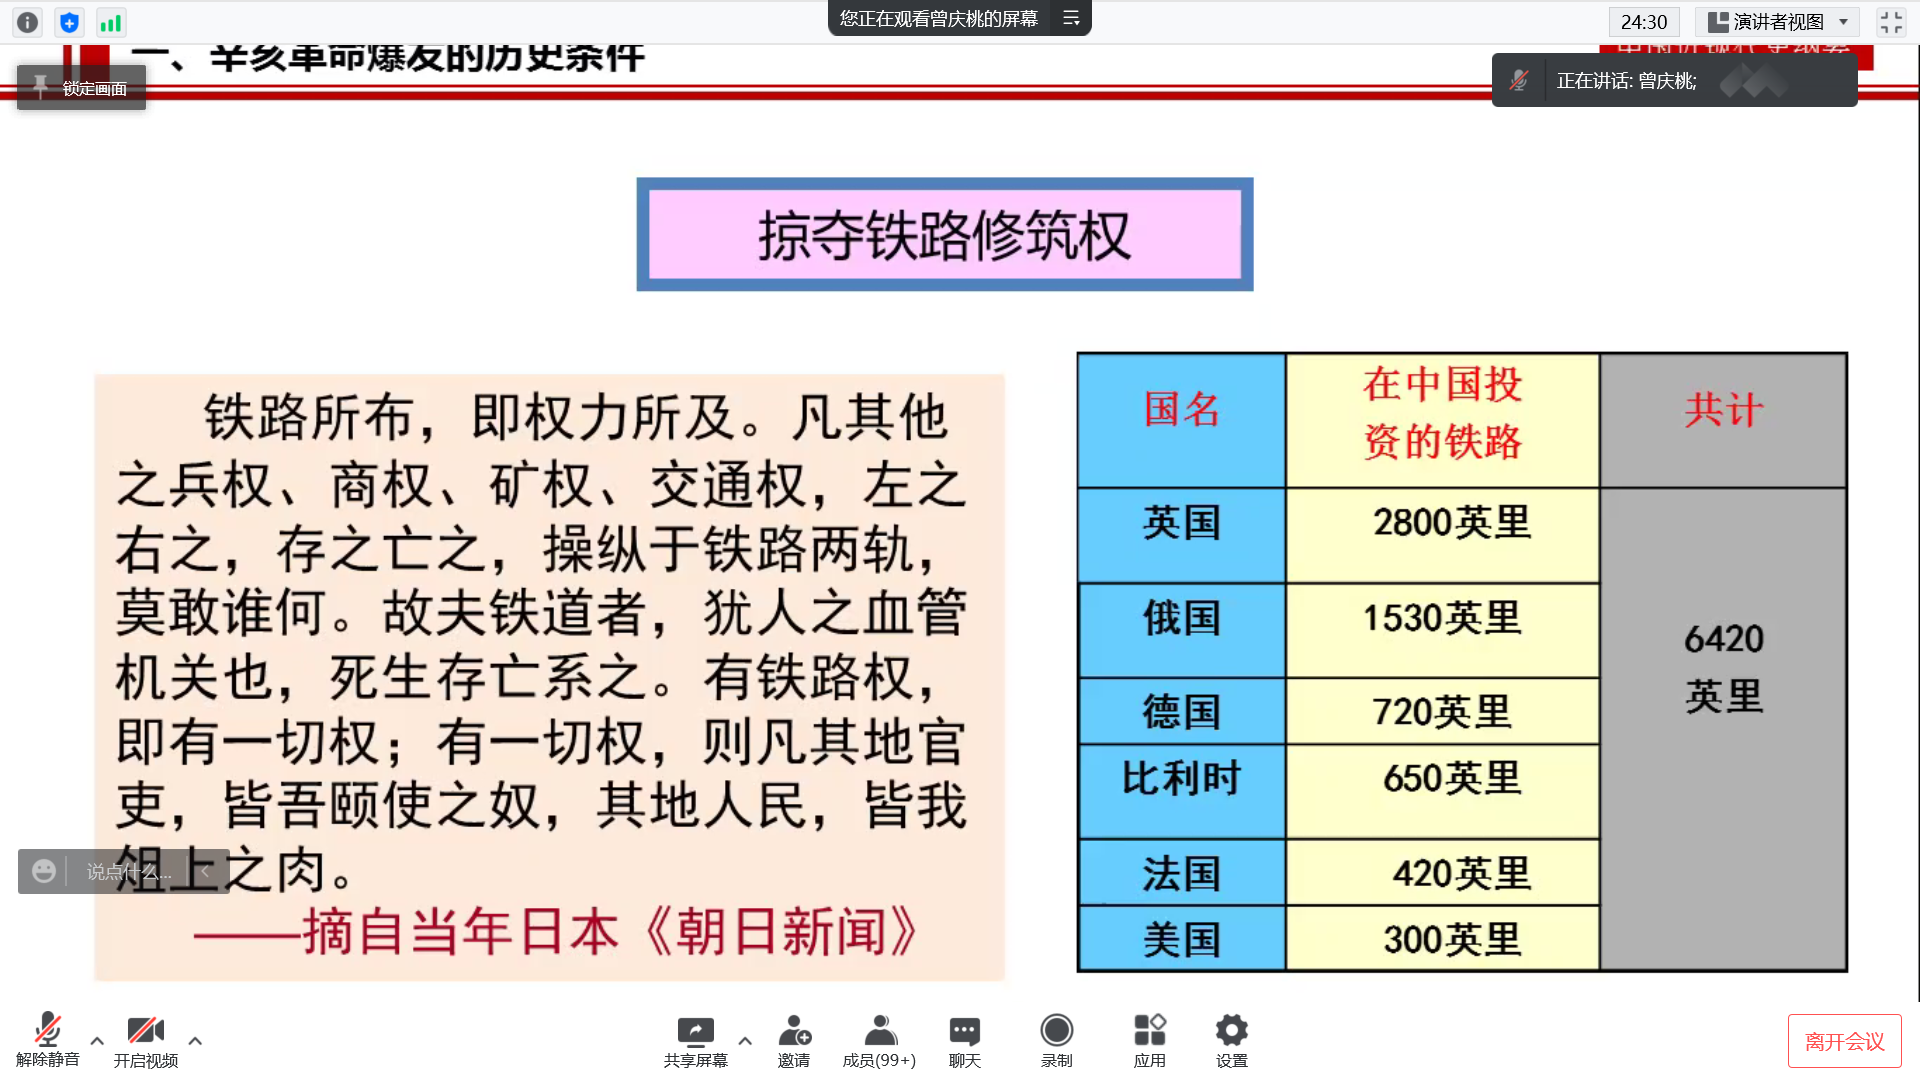 您正在观看曾庆桃的屏幕
24:30
演讲者视图
一、辛亥革命爆发的历史条件
中国近现代史纲要
锁定画面
正在讲话: 曾庆桃;
掠夺铁路修筑权
铁路所布，即权力所及。凡其他
之兵权、商权、矿权、交通权，左之
右之，存之亡之，操纵于铁路两轨，
莫敢谁何。故夫铁道者，犹人之血管
机关也，死生存亡系之。有铁路权，
即有一切权；有一切权，则凡其地官
吏，皆吾颐使之奴，其地人民，皆我
俎上之肉。
——摘自当年日本《朝日新闻》
说点什么...
国名
在中国投
资的铁路
共计
英国
2800英里
俄国
1530英里
德国
720英里
比利时
650英里
法国
420英里
美国
300英里
6420
英里
解除静音
开启视频
共享屏幕
邀请
成员(99+)
聊天
录制
应用
设置
离开会议